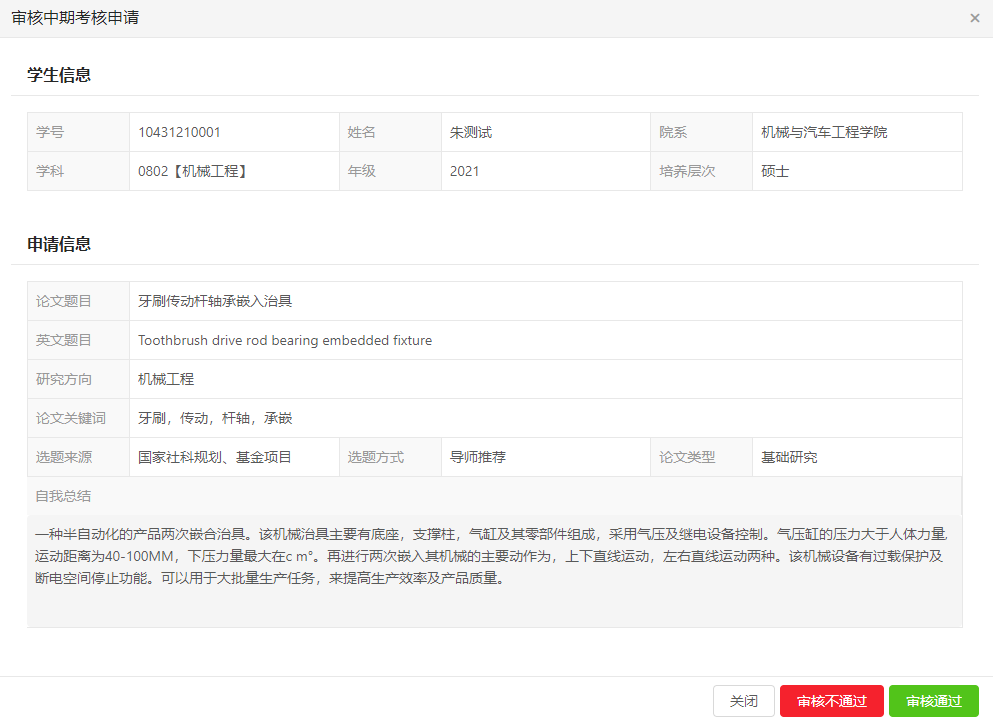 审核中期考核申请
学生信息
学号 10431210001 姓名 朱测试 院系 机械与汽车工程学院
学科 0802【机械工程】 年级 2021 培养层次 硕士
申请信息
论文题目 牙刷传动杆轴承嵌入治具
英文题目 Toothbrush drive rod bearing embedded fixture
研究方向 机械工程
论文关键词 牙刷，传动，杆轴，承嵌
选题来源 国家社科规划、基金项目 选题方式 导师推荐 论文类型 基础研究
自我总结
一种半自动化的产品两次嵌合治具。该机械治具主要有底座，支撑柱，气缸及其零部件组成，采用气压及继电设备控制。气压缸的压力大于人体力量,
运动距离为40-100MM，下压力量最大在c m°。再进行两次嵌入其机械的主要动作为，上下直线运动，左右直线运动两种。该机械设备有过载保护及
断电空间停止功能。可以用于大批量生产任务，来提高生产效率及产品质量。
关闭 审核不通过 审核通过